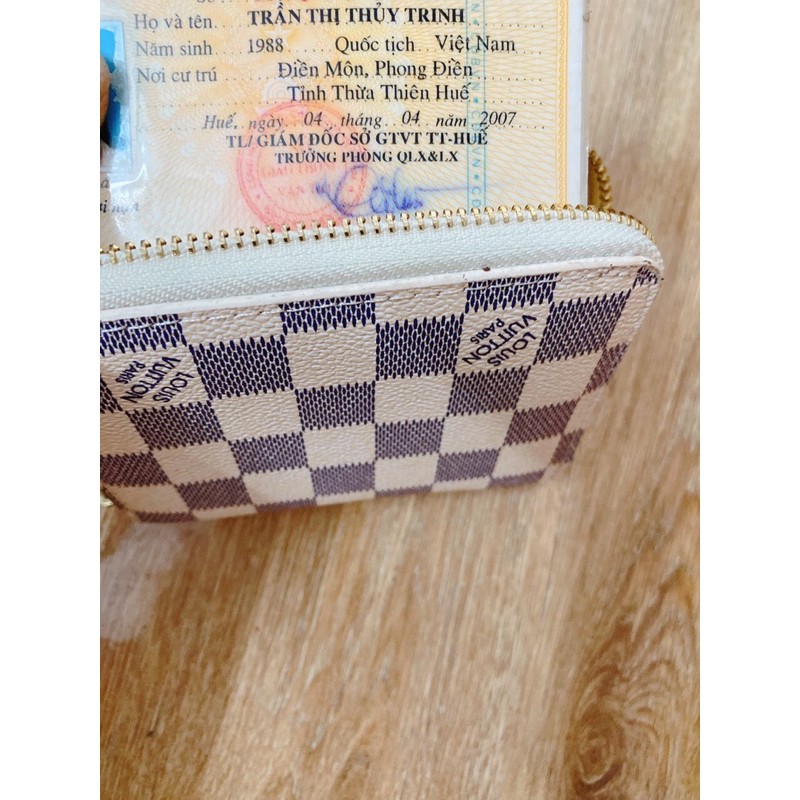 Họ và tên TRẦN THỊ THỦY TRINH
Năm sinh 1988 Quốc tịch Việt Nam
Nơi cư trú Điền Môn, Phong Điền
Tỉnh Thừa Thiên Huế
Huế, ngày 04 tháng 04 năm 2007
TL/ GIÁM ĐỐC SỞ GTVT TT-HUẾ
TRƯỞNG PHÒNG QLX&LX
LOUIS
VUITTON
PARIS
LOUIS
VUITTON
PARIS